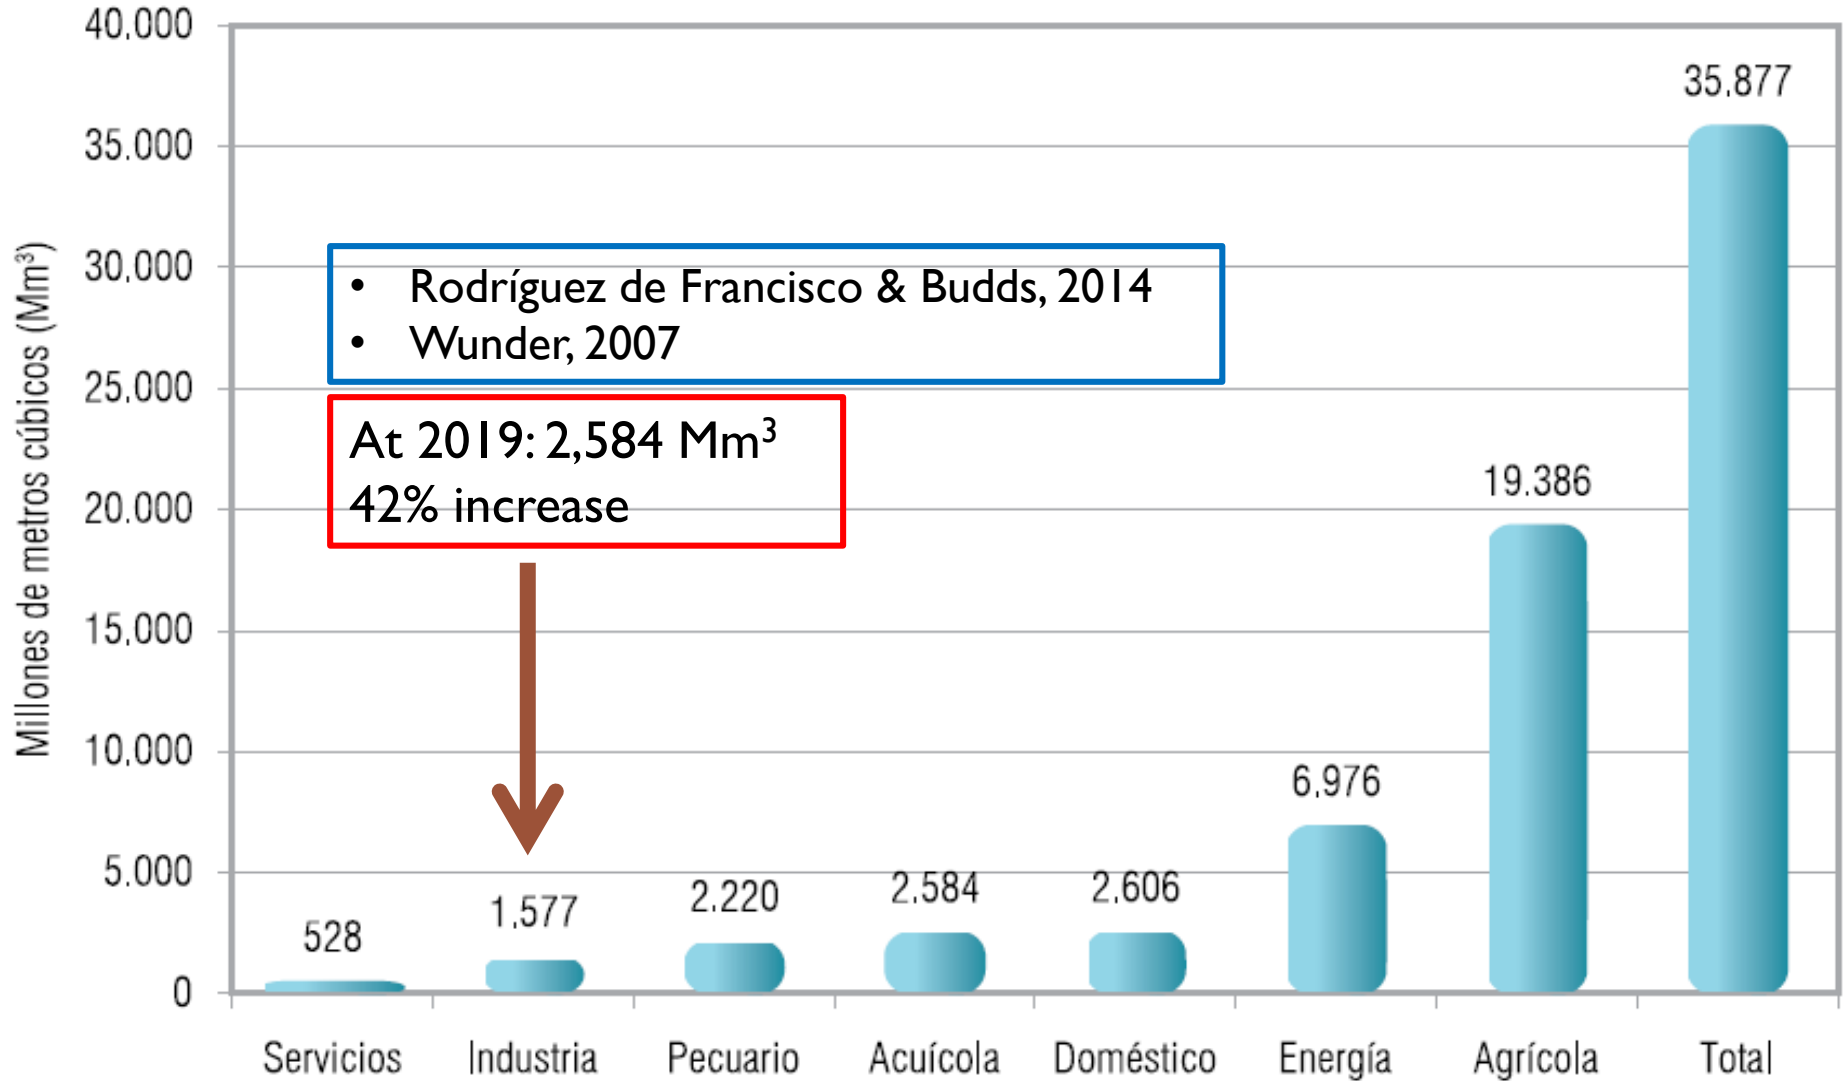 Millones de metros cúbicos (Mm³)
40.000
35.000
30.000
25.000
20.000
15.000
10.000
5.000
0
• Rodríguez de Francisco & Budds, 2014
• Wunder, 2007
At 2019: 2,584 Mm³
42% increase
528
1.577
2.220
2.584
2.606
6.976
19.386
35.877
Servicios
Industria
Pecuario
Acuícola
Doméstico
Energía
Agrícola
Total